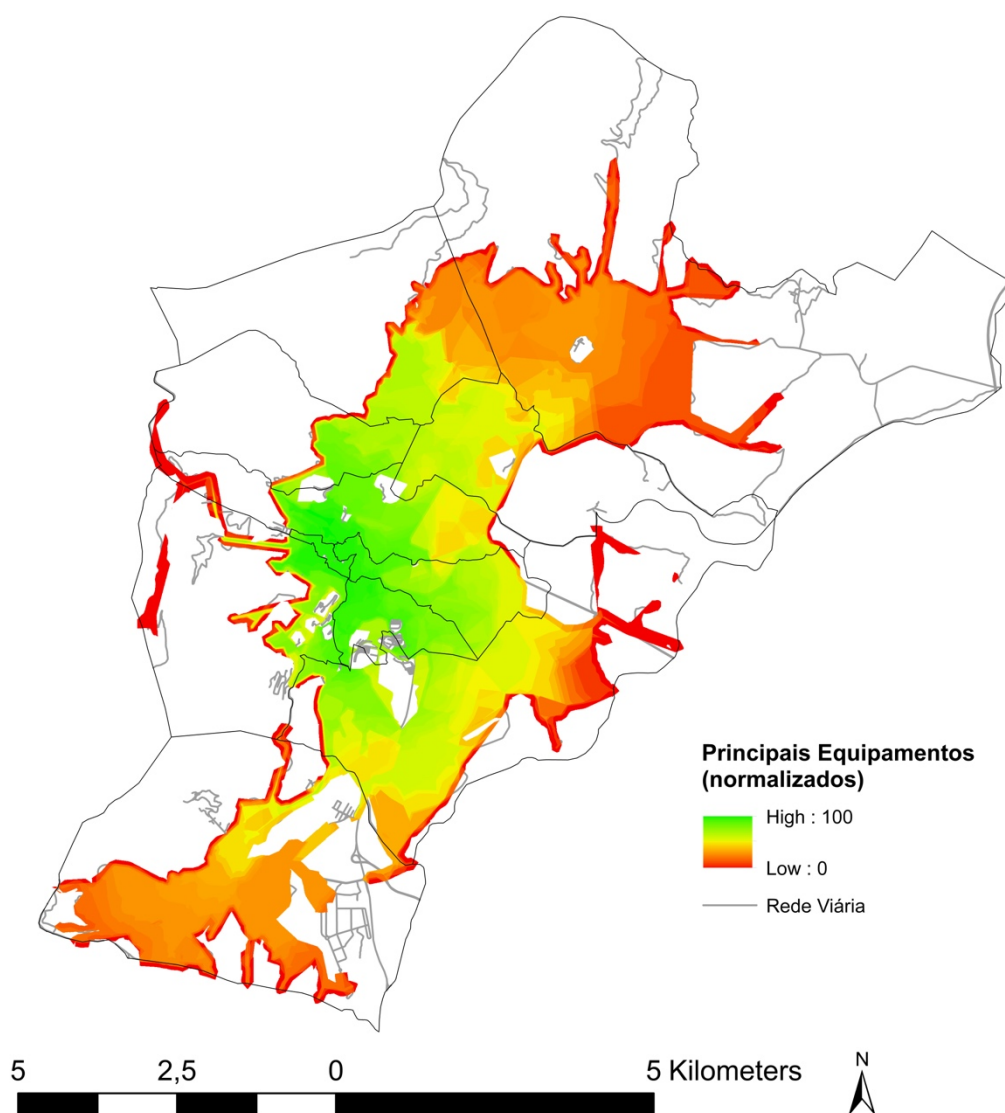 Principais Equipamentos
(normalizados)
High : 100
Low : 0
Rede Viária
5 2,5 0 5 Kilometers
N